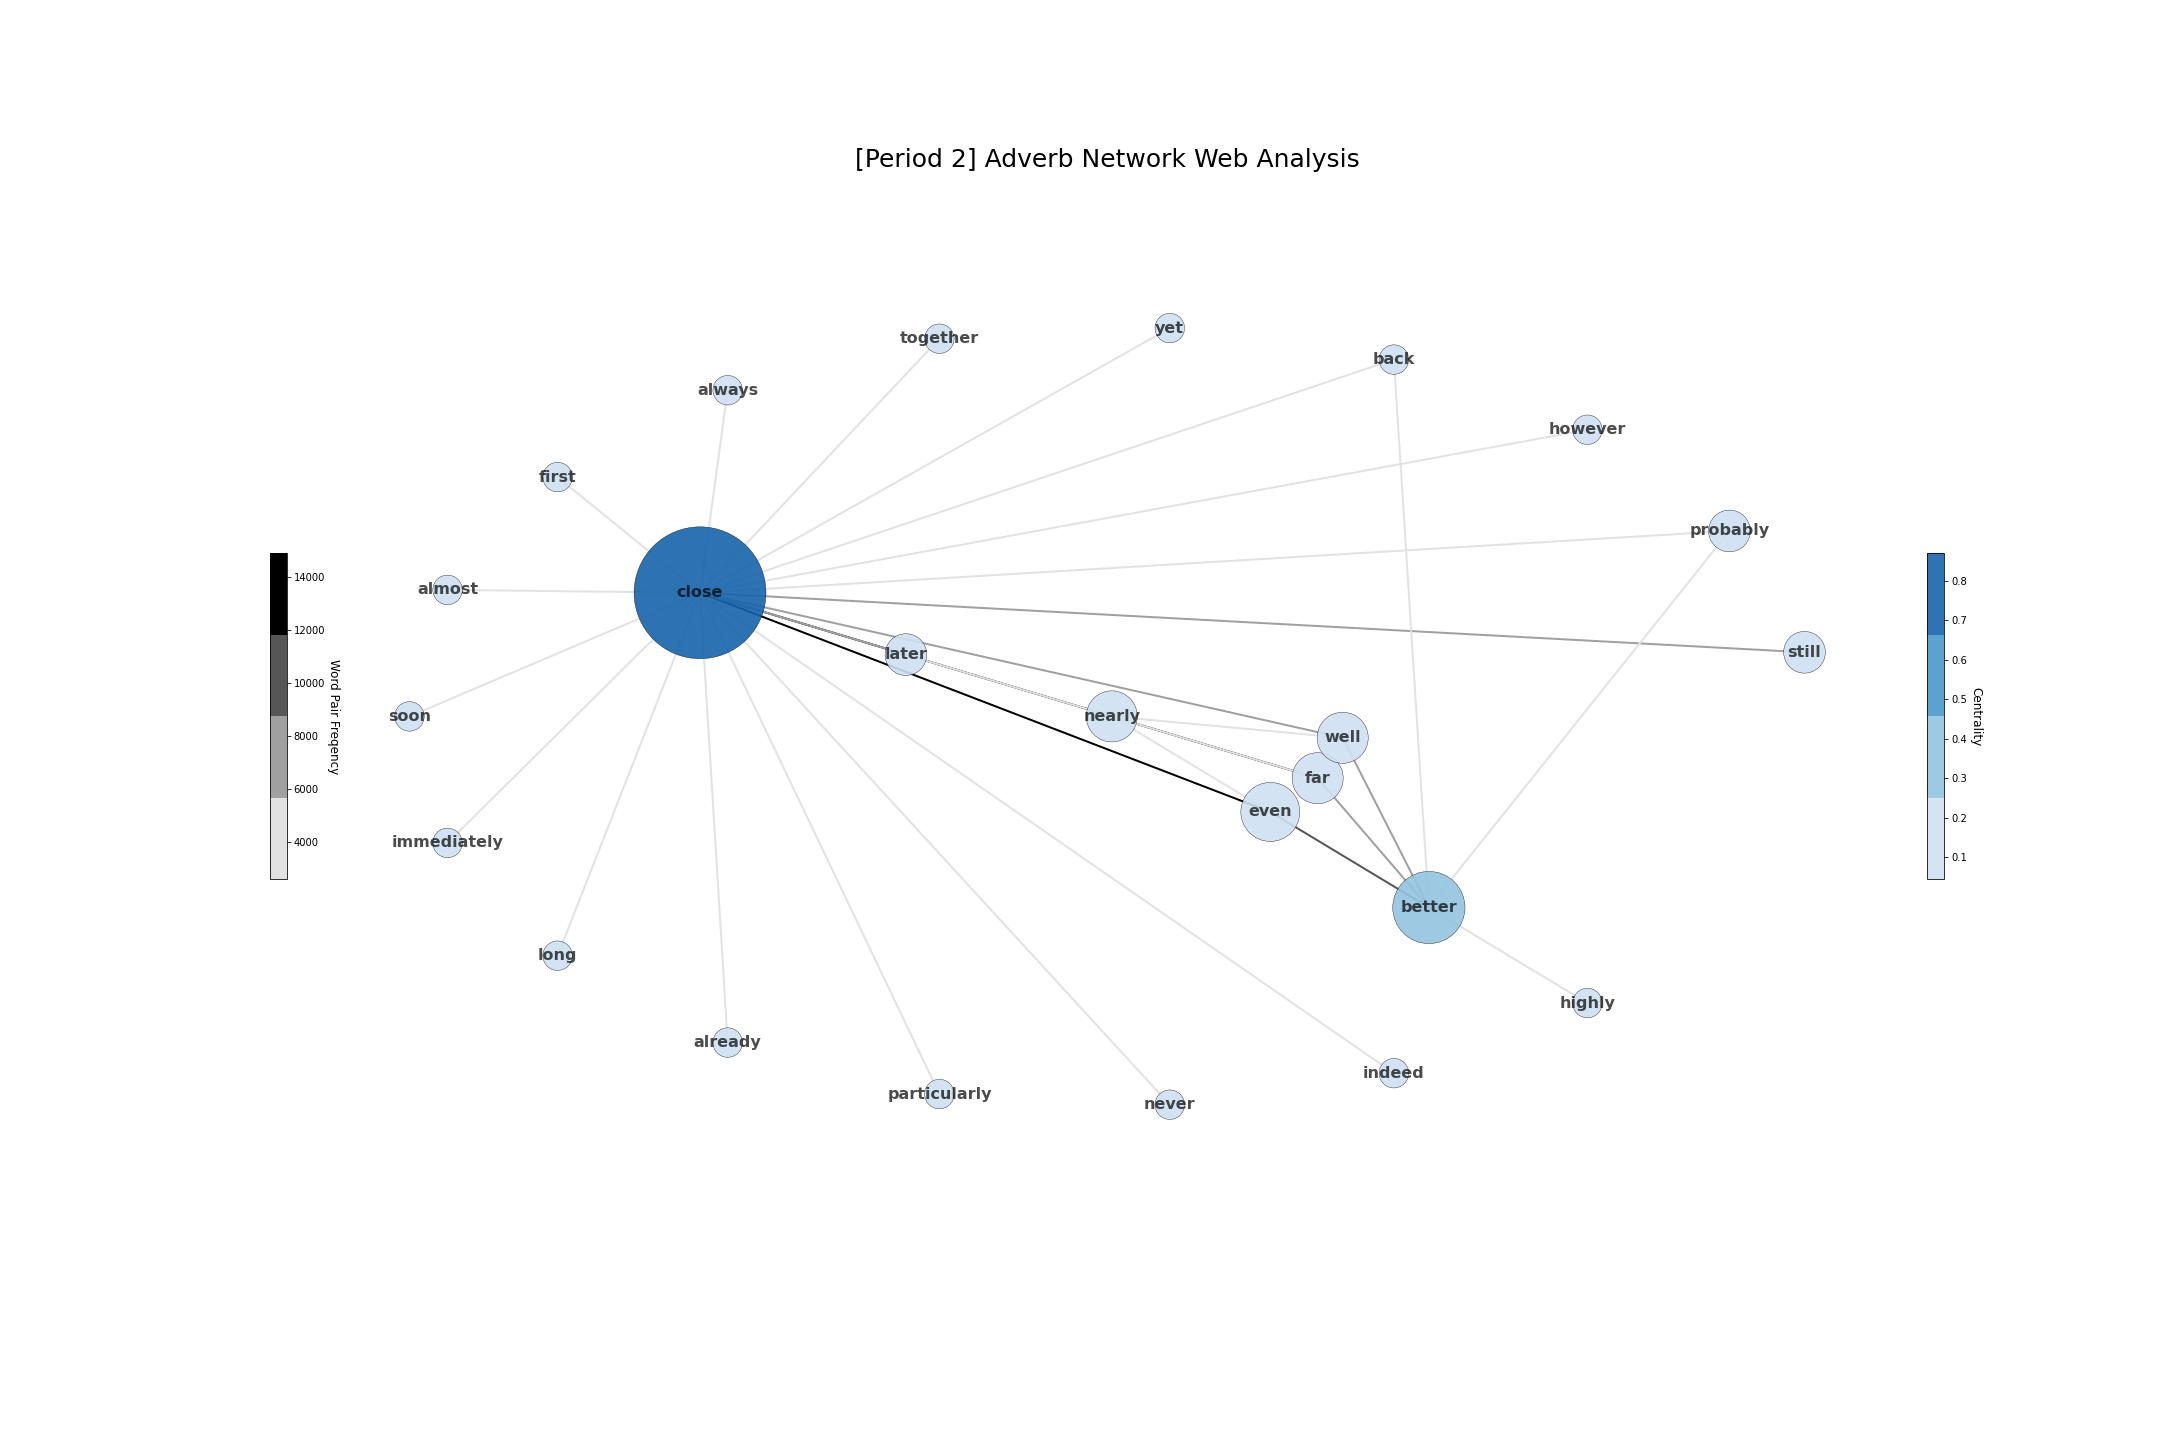 [Period 2] Adverb Network Web Analysis
together
yet
back
always
however
first
probably
almost
close
still
later
soon
nearly
well
far
even
immediately
better
long
highly
already
indeed
particularly
never
14000
12000
10000
8000
6000
4000
Word Pair Freqency
0.8
0.7
0.6
0.5
0.4
0.3
0.2
0.1
Centrality